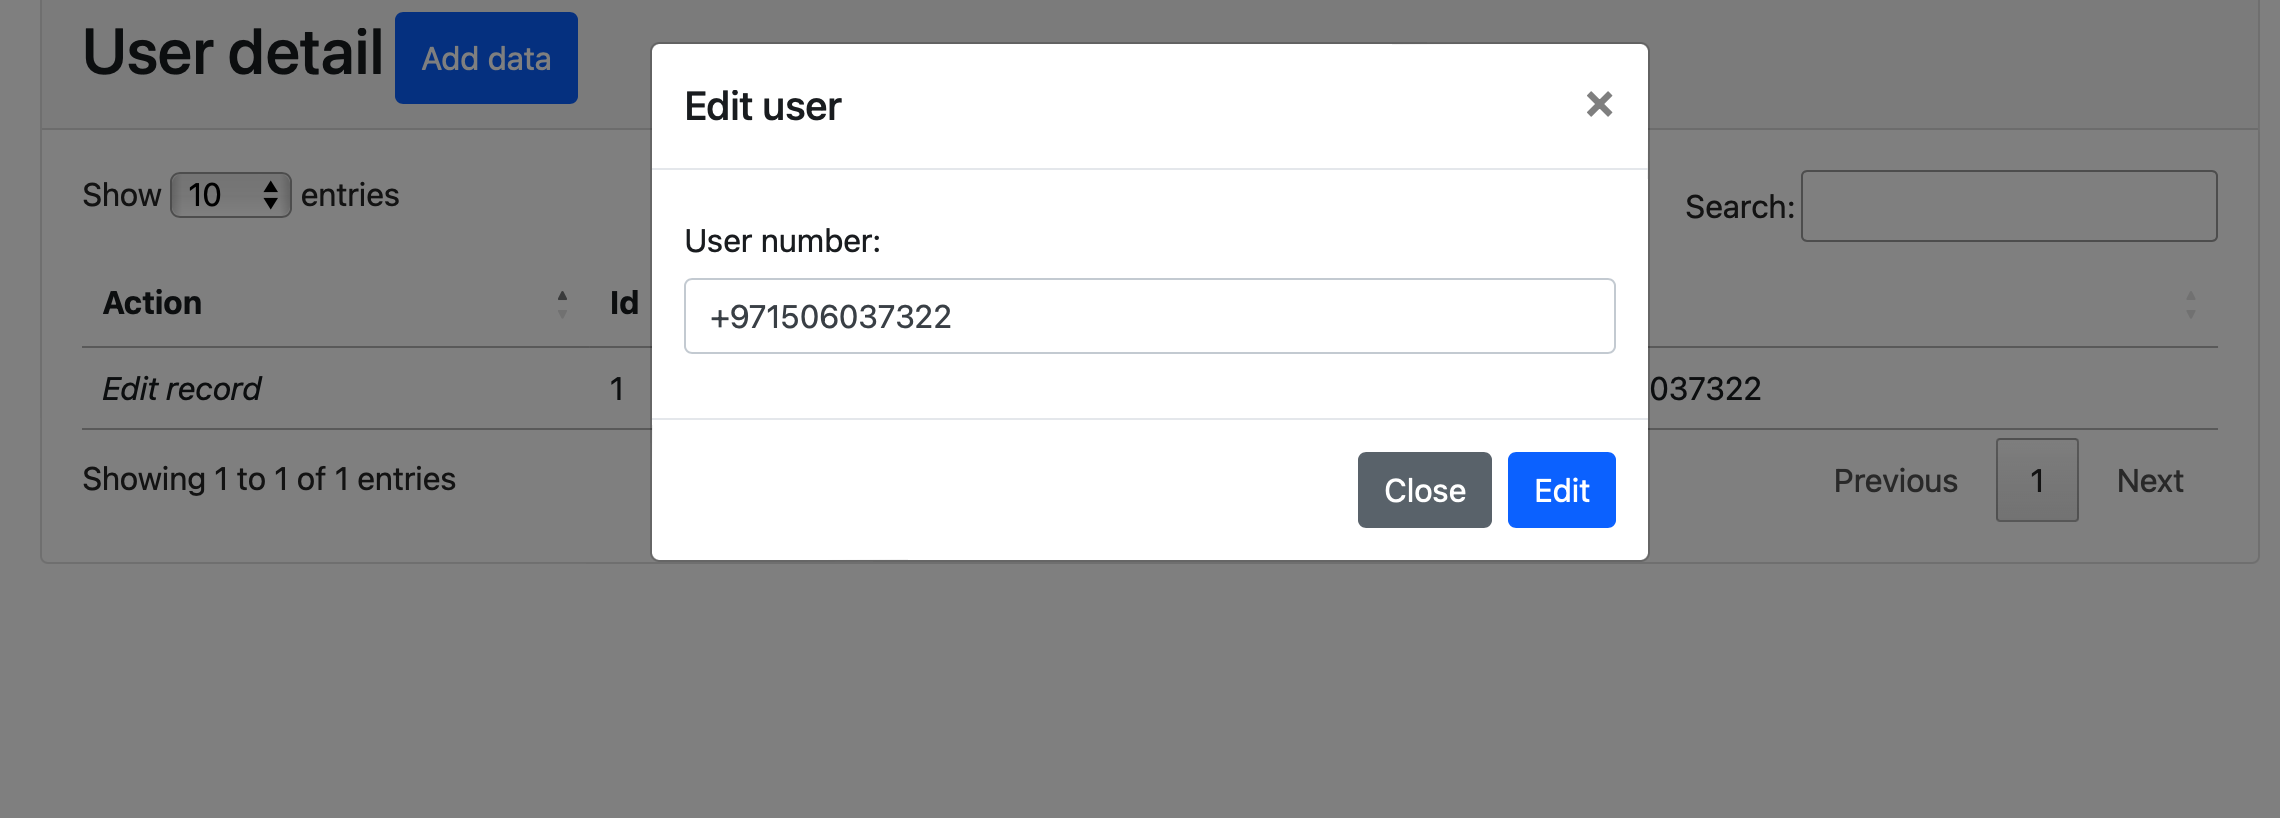 User detail Add data
Edit user ×
Show 10 entries
Search:
User number:
+971506037322
Action Id
Edit record 1 037322
Close Edit
Showing 1 to 1 of 1 entries
Previous 1 Next